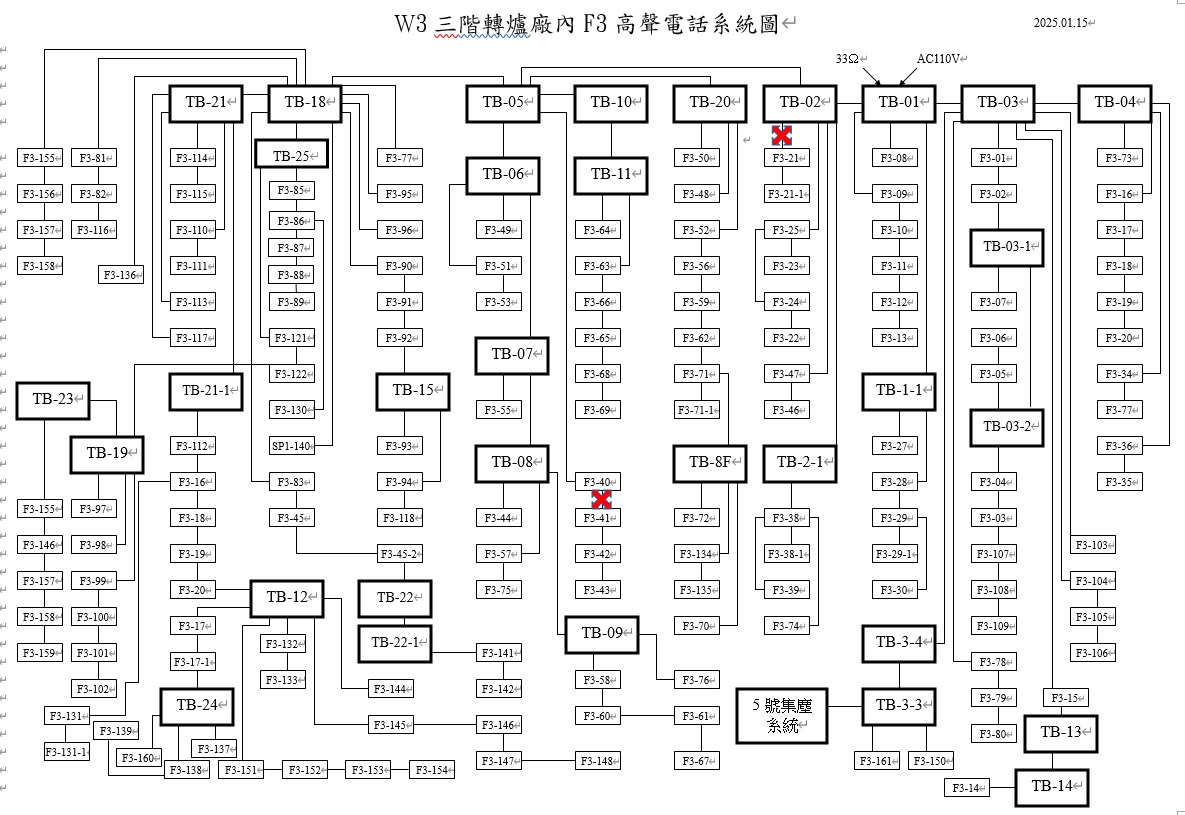 W3 三階轉爐廠內 F3 高聲電話系統圖
2025.01.15
33Ω
AC110V
TB-21
TB-18
TB-05
TB-10
TB-20
TB-02
TB-01
TB-03
TB-04
F3-155
F3-81
F3-114
TB-25
F3-77
F3-50
F3-21
F3-08
F3-01
F3-73
TB-06
TB-11
F3-156
F3-82
F3-115
F3-85
F3-95
F3-48
F3-21-1
F3-09
F3-02
F3-16
F3-157
F3-116
F3-110
F3-86
F3-96
F3-49
F3-64
F3-52
F3-25
F3-10
F3-17
F3-87
TB-03-1
F3-158
F3-136
F3-111
F3-88
F3-90
F3-51
F3-63
F3-56
F3-23
F3-11
F3-18
F3-113
F3-89
F3-91
F3-53
F3-66
F3-59
F3-24
F3-12
F3-07
F3-19
F3-117
F3-121
F3-92
F3-65
F3-62
F3-22
F3-13
F3-06
F3-20
TB-07
F3-122
F3-68
F3-71
F3-47
F3-05
F3-34
TB-23
TB-21-1
TB-15
TB-1-1
F3-130
F3-55
F3-69
F3-71-1
F3-46
F3-77
TB-03-2
TB-19
F3-112
SP1-140
F3-93
F3-27
F3-36
TB-08
TB-8F
TB-2-1
F3-16
F3-83
F3-94
F3-40
F3-28
F3-04
F3-35
F3-155
F3-97
F3-18
F3-45
F3-118
F3-44
F3-41
F3-72
F3-38
F3-29
F3-03
F3-146
F3-98
F3-19
F3-45-2
F3-57
F3-42
F3-134
F3-38-1
F3-29-1
F3-107
F3-103
F3-157
F3-99
F3-20
F3-75
F3-43
F3-135
F3-39
F3-30
F3-108
F3-104
TB-12
TB-22
F3-158
F3-100
F3-17
F3-70
F3-74
F3-109
F3-105
F3-132
TB-22-1
TB-09
TB-3-4
F3-159
F3-101
F3-17-1
F3-133
F3-141
F3-78
F3-106
F3-102
F3-144
F3-142
F3-58
F3-76
F3-79
F3-15
TB-24
5 號集塵
系統
TB-3-3
F3-131
F3-139
F3-145
F3-146
F3-60
F3-61
F3-80
TB-13
F3-131-1
F3-160
F3-137
F3-138
F3-151
F3-152
F3-153
F3-154
F3-147
F3-148
F3-67
F3-161
F3-150
F3-14
TB-14